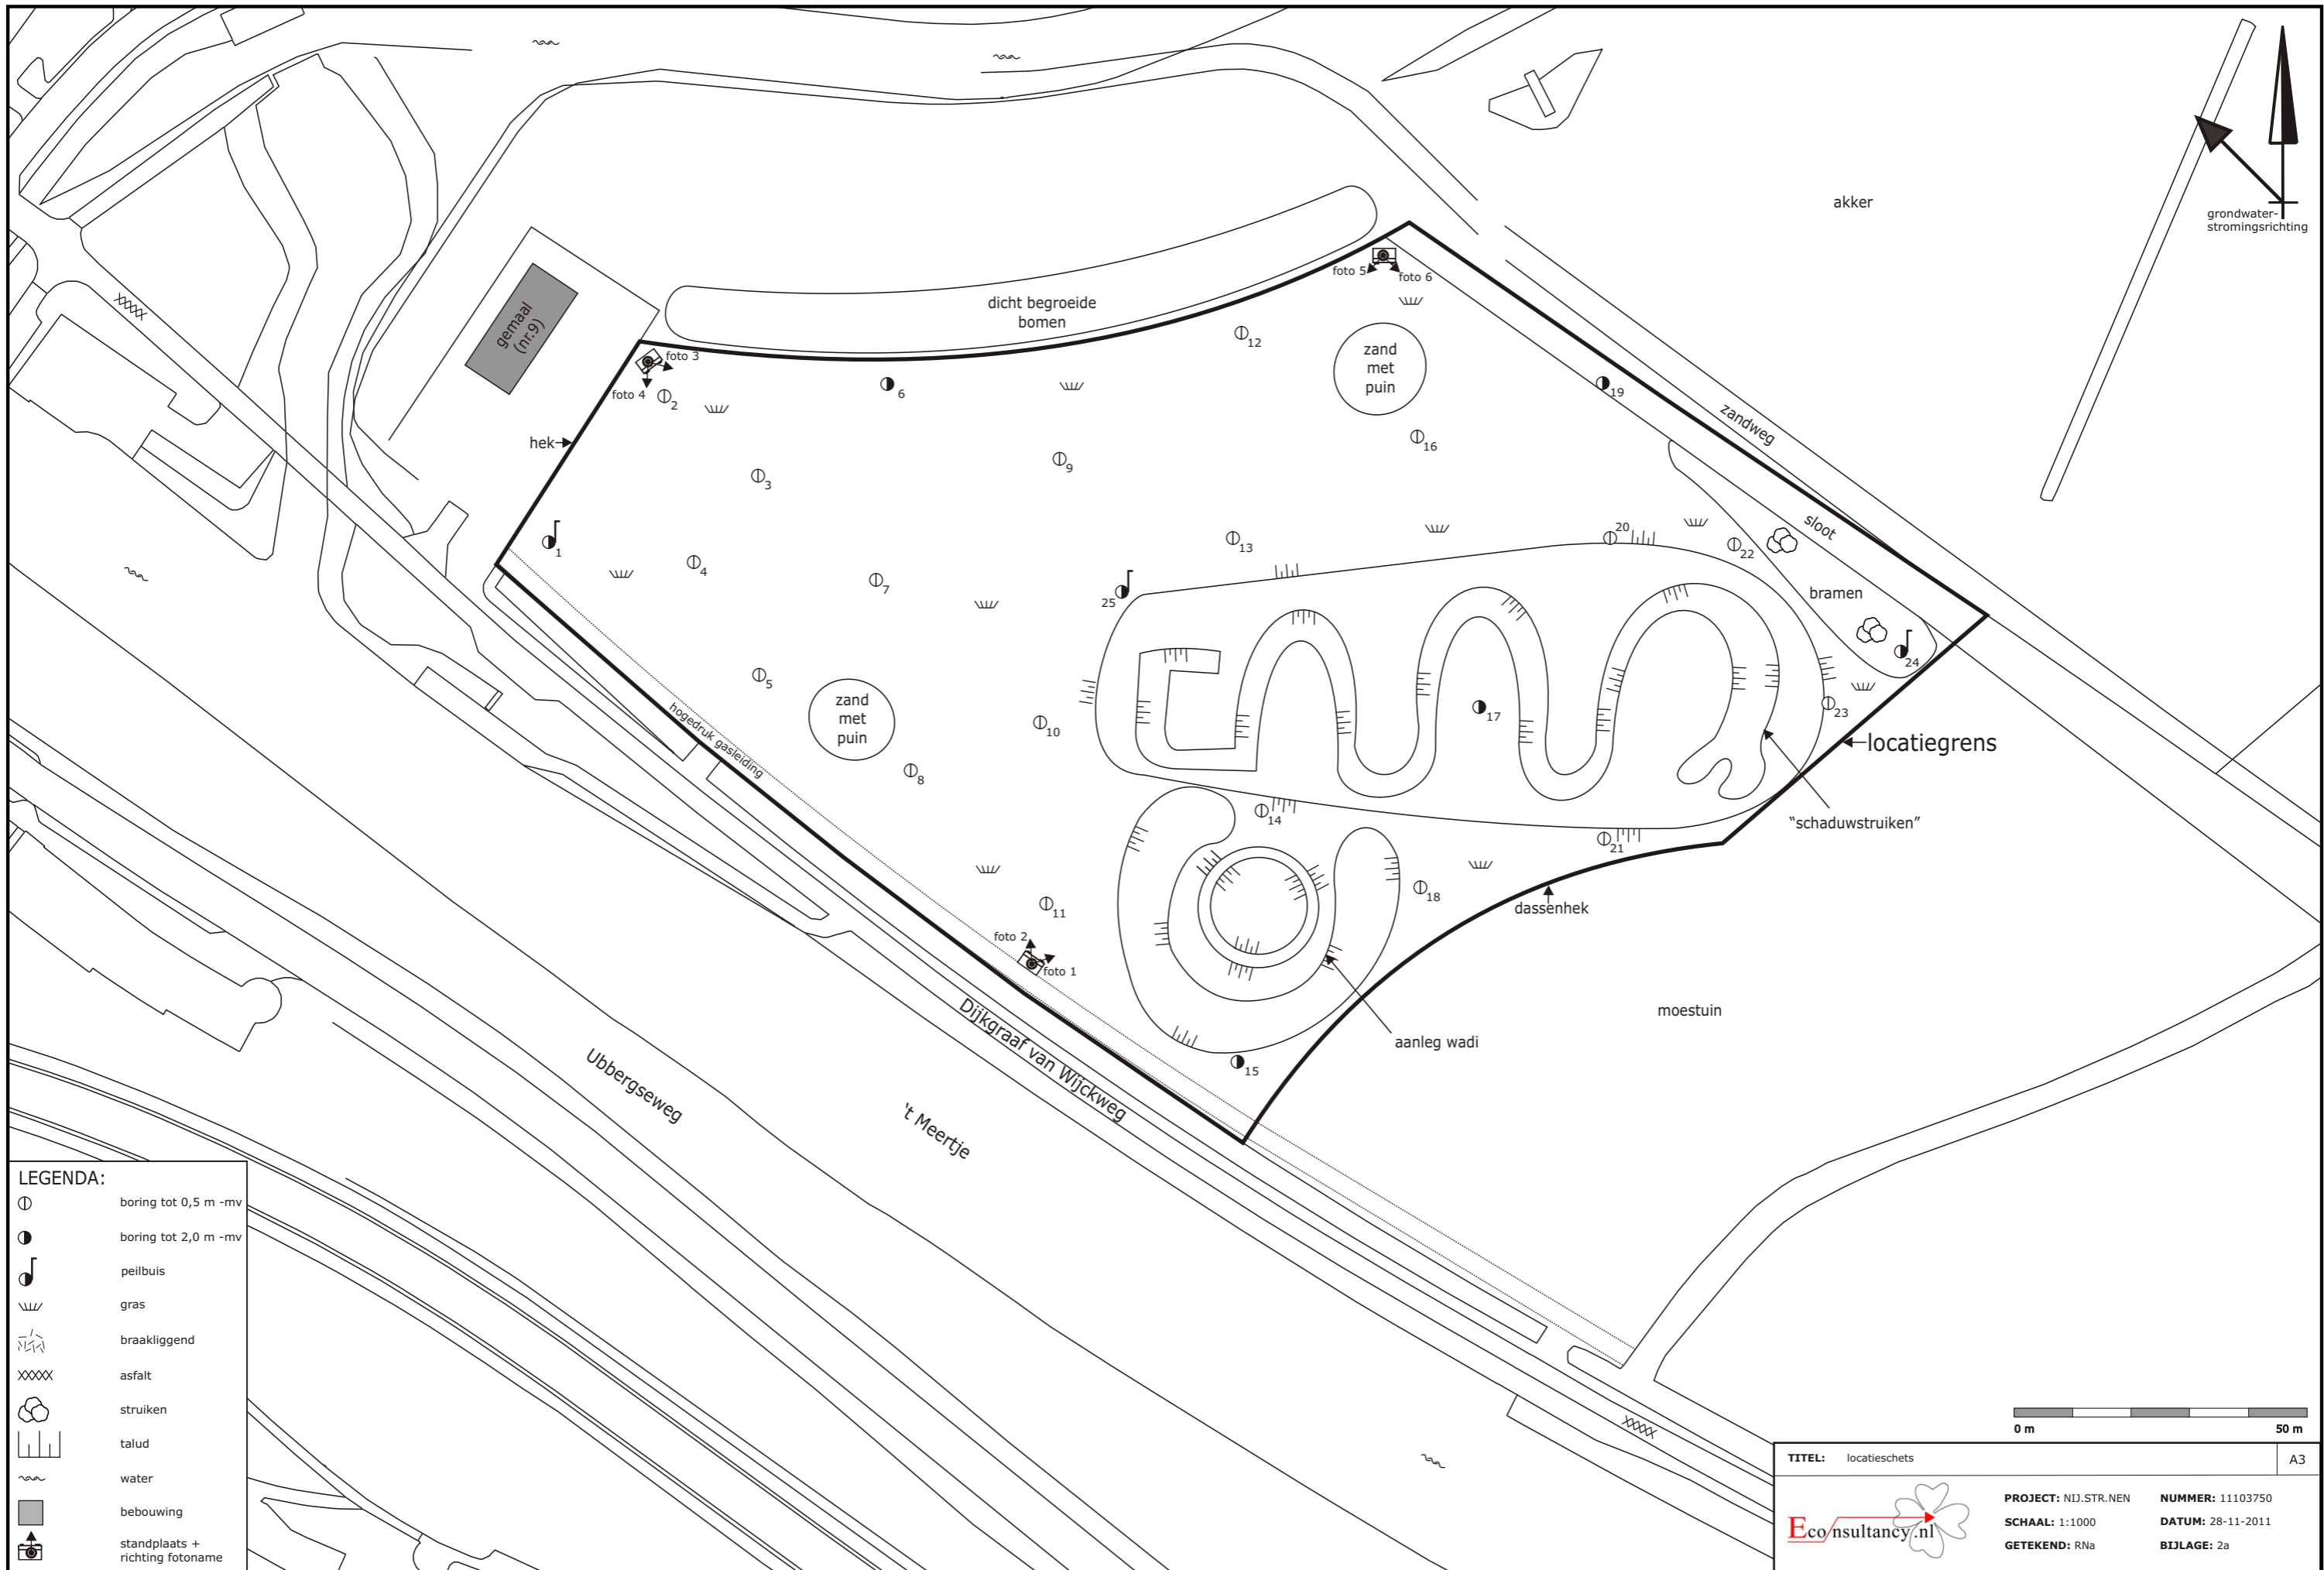 akker
grondwater-
stromingsrichting
foto 5
foto 6
dicht begroeide
bomen
gemaal
(nr.9)
12
zand
met
puin
foto 3
foto 4
2
6
19
zandweg
hek
16
9
3
sloot
1
13
20
22
4
7
25
bramen
24
5
zand
met
puin
hogedruk gasleiding
10
17
23
locatiegrens
8
14
"schaduwstruiken"
21
18
11
dassenhek
foto 2
foto 1
moestuin
aanleg wadi
15
Dijkgraaf van Wijckweg
Ubbergseweg
't Meertje
LEGENDA:
boring tot 0,5 m -mv
boring tot 2,0 m -mv
peilbuis
gras
braakliggend
asfalt
struiken
talud
water
bebouwing
standplaats +
richting fotoname
0 m 50 m
TITEL: locatieschets A3
Econsultancy.nl
PROJECT: NIJ.STR.NEN NUMMER: 11103750
SCHAAL: 1:1000 DATUM: 28-11-2011
GETEKEND: RNa BIJLAGE: 2a